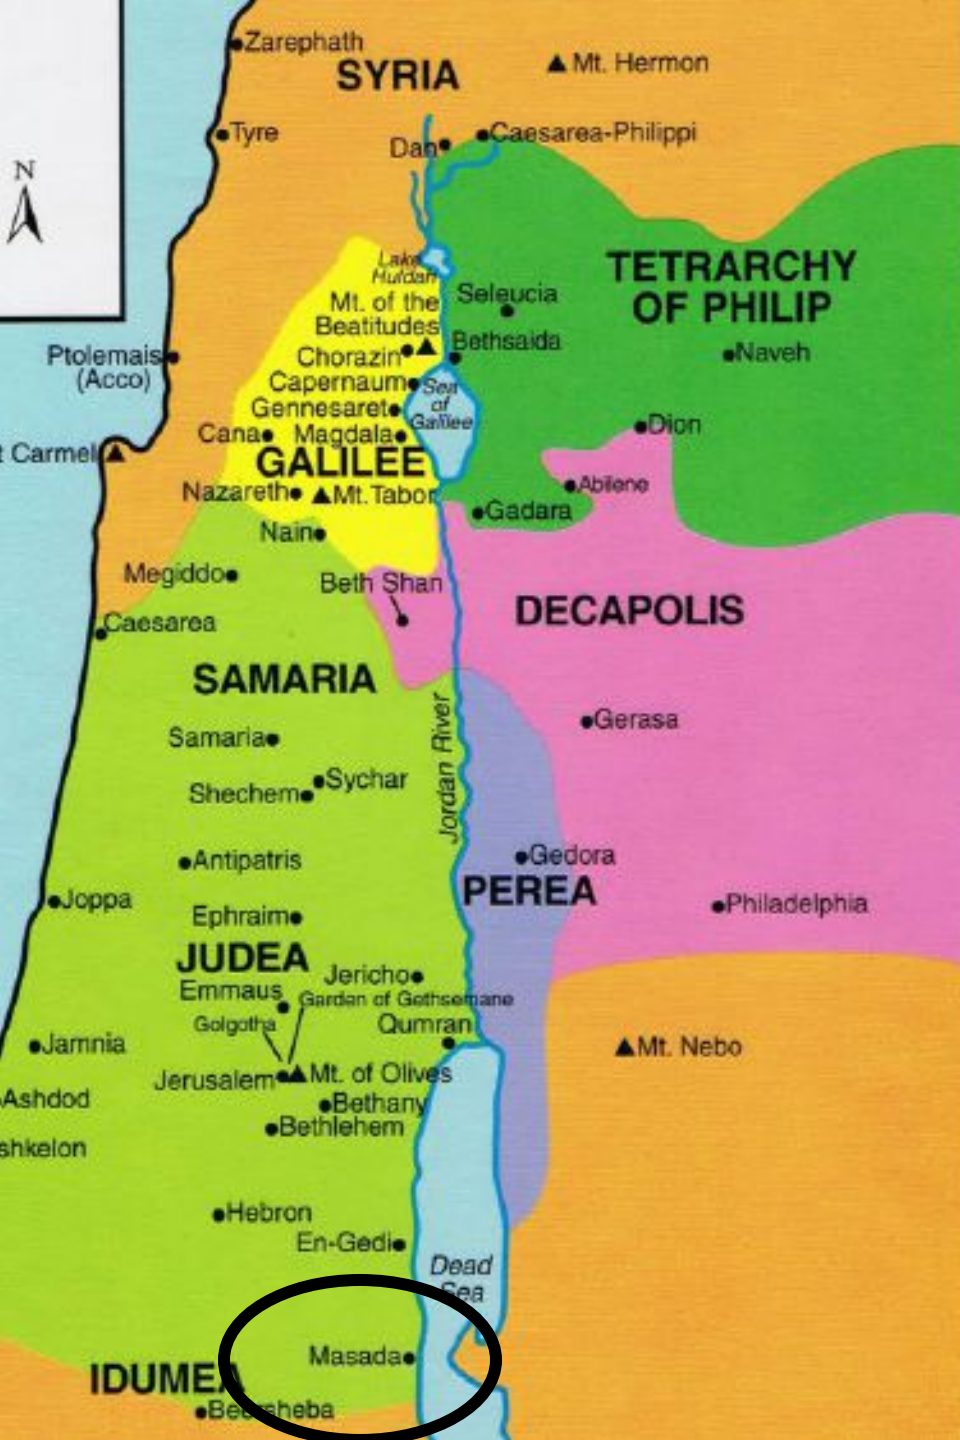 Zarephath
SYRIA
Mt. Hermon
Tyre
Caesarea-Philippi
Dan
N
Lake
Huldah
TETRARCHY
OF PHILIP
Mt. of the
Beatitudes
Seleucia
Bethsaida
Naveh
Ptolemais
(Acco)
Chorazin
Capernaum
Sea
of
Galilee
Gennesaret
Cana
Magdala
Dion
t Carmel
GALILEE
Abilene
Nazareth
Mt.Tabor
Gadara
Nain
Megiddo
Beth Shan
DECAPOLIS
Caesarea
SAMARIA
Jordan River
Gerasa
Samaria
Sychar
Shechem
Antipatris
Gedora
PEREA
Joppa
Philadelphia
Ephraim
JUDEA
Jericho
Emmaus
Garden of Gethsemane
Golgotha
Qumran
Jamnia
Mt. Nebo
Jerusalem
Mt. of Olives
Ashdod
Bethany
Bethlehem
shkelon
Hebron
En-Gedi
Dead
Sea
Masada
IDUMEA
Beersheba